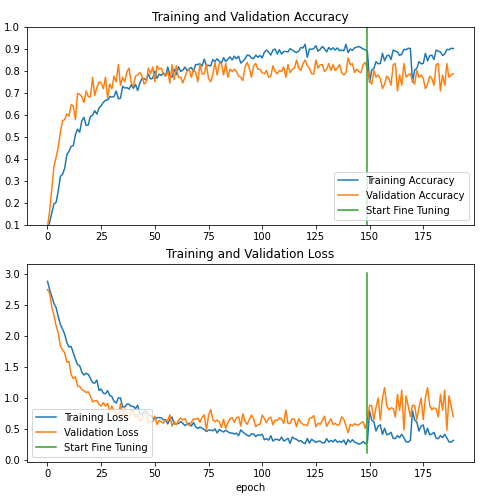 Training and Validation Accuracy
1.0
0.9
0.8
0.7
0.6
0.5
0.4
0.3
0.2
0.1
Training Accuracy
Validation Accuracy
Start Fine Tuning
0 25 50 75 100 125 150 175
Training and Validation Loss
3.0
2.5
2.0
1.5
1.0
0.5
0.0
Training Loss
Validation Loss
Start Fine Tuning
0 25 50 75 100 125 150 175
epoch